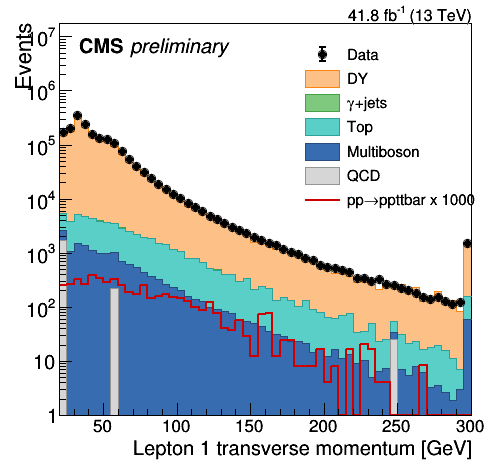 41.8 fb⁻¹ (13 TeV)
Events
CMS preliminary
Data
DY
γ+jets
Top
Multiboson
QCD
pp→ppttbar x 1000
10⁷
10⁶
10⁵
10⁴
10³
10²
10
1
50 100 150 200 250 300
Lepton 1 transverse momentum [GeV]